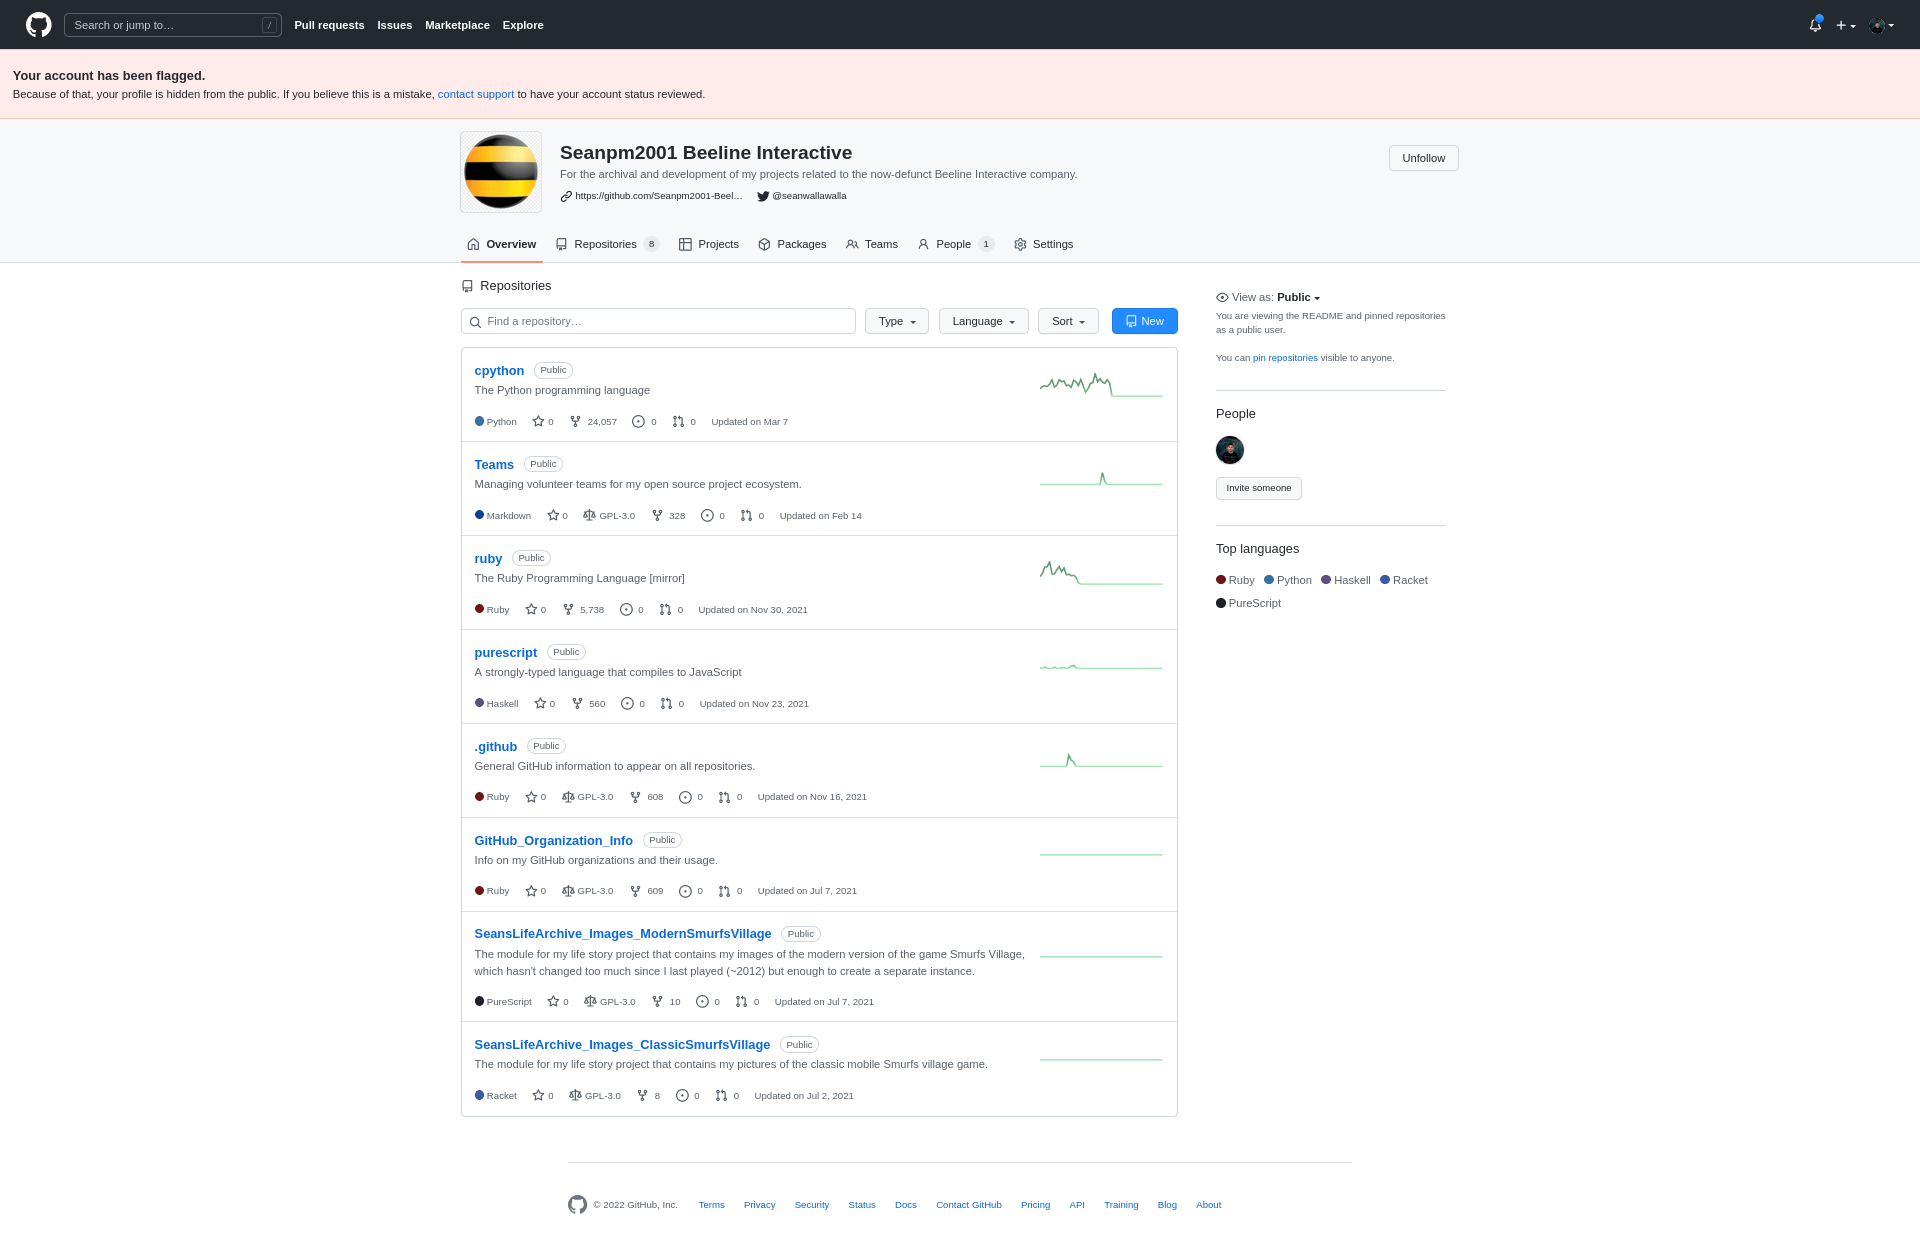 Search or jump to… /
Pull requests Issues Marketplace Explore
Your account has been flagged.
Because of that, your profile is hidden from the public. If you believe this is a mistake, contact support to have your account status reviewed.
Seanpm2001 Beeline Interactive
For the archival and development of my projects related to the now-defunct Beeline Interactive company.
https://github.com/Seanpm2001-Beel… @seanwallawalla
Unfollow
Overview Repositories 8 Projects Packages Teams People 1 Settings
Repositories
Find a repository… Type Language Sort New
cpython Public
The Python programming language
Python 0 24,057 0 0 Updated on Mar 7
Teams Public
Managing volunteer teams for my open source project ecosystem.
Markdown 0 GPL-3.0 328 0 0 Updated on Feb 14
ruby Public
The Ruby Programming Language [mirror]
Ruby 0 5,738 0 0 Updated on Nov 30, 2021
purescript Public
A strongly-typed language that compiles to JavaScript
Haskell 0 560 0 0 Updated on Nov 23, 2021
.github Public
General GitHub information to appear on all repositories.
Ruby 0 GPL-3.0 608 0 0 Updated on Nov 16, 2021
GitHub_Organization_Info Public
Info on my GitHub organizations and their usage.
Ruby 0 GPL-3.0 609 0 0 Updated on Jul 7, 2021
SeansLifeArchive_Images_ModernSmurfsVillage Public
The module for my life story project that contains my images of the modern version of the game Smurfs Village,
which hasn't changed too much since I last played (~2012) but enough to create a separate instance.
PureScript 0 GPL-3.0 10 0 0 Updated on Jul 7, 2021
SeansLifeArchive_Images_ClassicSmurfsVillage Public
The module for my life story project that contains my pictures of the classic mobile Smurfs village game.
Racket 0 GPL-3.0 8 0 0 Updated on Jul 2, 2021
View as: Public
You are viewing the README and pinned repositories
as a public user.
You can pin repositories visible to anyone.
People
Invite someone
Top languages
Ruby Python Haskell Racket
PureScript
© 2022 GitHub, Inc. Terms Privacy Security Status Docs Contact GitHub Pricing API Training Blog About